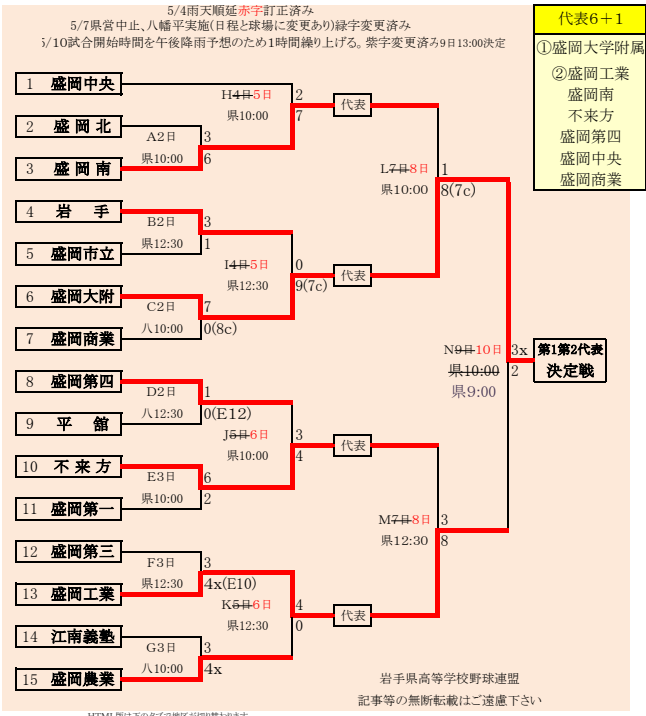 5/4雨天順延赤字訂正済み
5/7県営中止、八幡平実施(日程と球場に変更あり)緑字変更済み
5/10試合開始時間を午後降雨予想のため1時間繰り上げる。紫字変更済み9日13:00決定
代表6+1
①盛岡大学附属
②盛岡工業
盛岡南
不来方
盛岡第四
盛岡中央
盛岡商業
1 盛岡中央
H4日5日 2
県10:00 7
代表
2 盛岡北
A2日 3
県10:00 6
3 盛岡南
L7日8日 1
県10:00 8(7c)
4 岩手
B2日 3
県12:30 1
5 盛岡市立
I4日5日 0
県12:30 9(7c)
代表
6 盛岡大附
C2日 7
八10:00 0(8c)
7 盛岡商業
N9日10日 3x
県10:00 2
県9:00
第1第2代表
決定戦
8 盛岡第四
D2日 1
八12:30 0(E12)
9 平舘
J5日6日 3
県10:00 4
代表
10 不来方
E3日 6
県10:00 2
11 盛岡第一
M7日8日 3
県12:30 8
12 盛岡第三
F3日 3
県12:30 4x(E10)
13 盛岡工業
K5日6日 4
県12:30 0
代表
14 江南義塾
G3日 3
八10:00 4x
15 盛岡農業
岩手県高等学校野球連盟
記事等の無断転載はご遠慮下さい